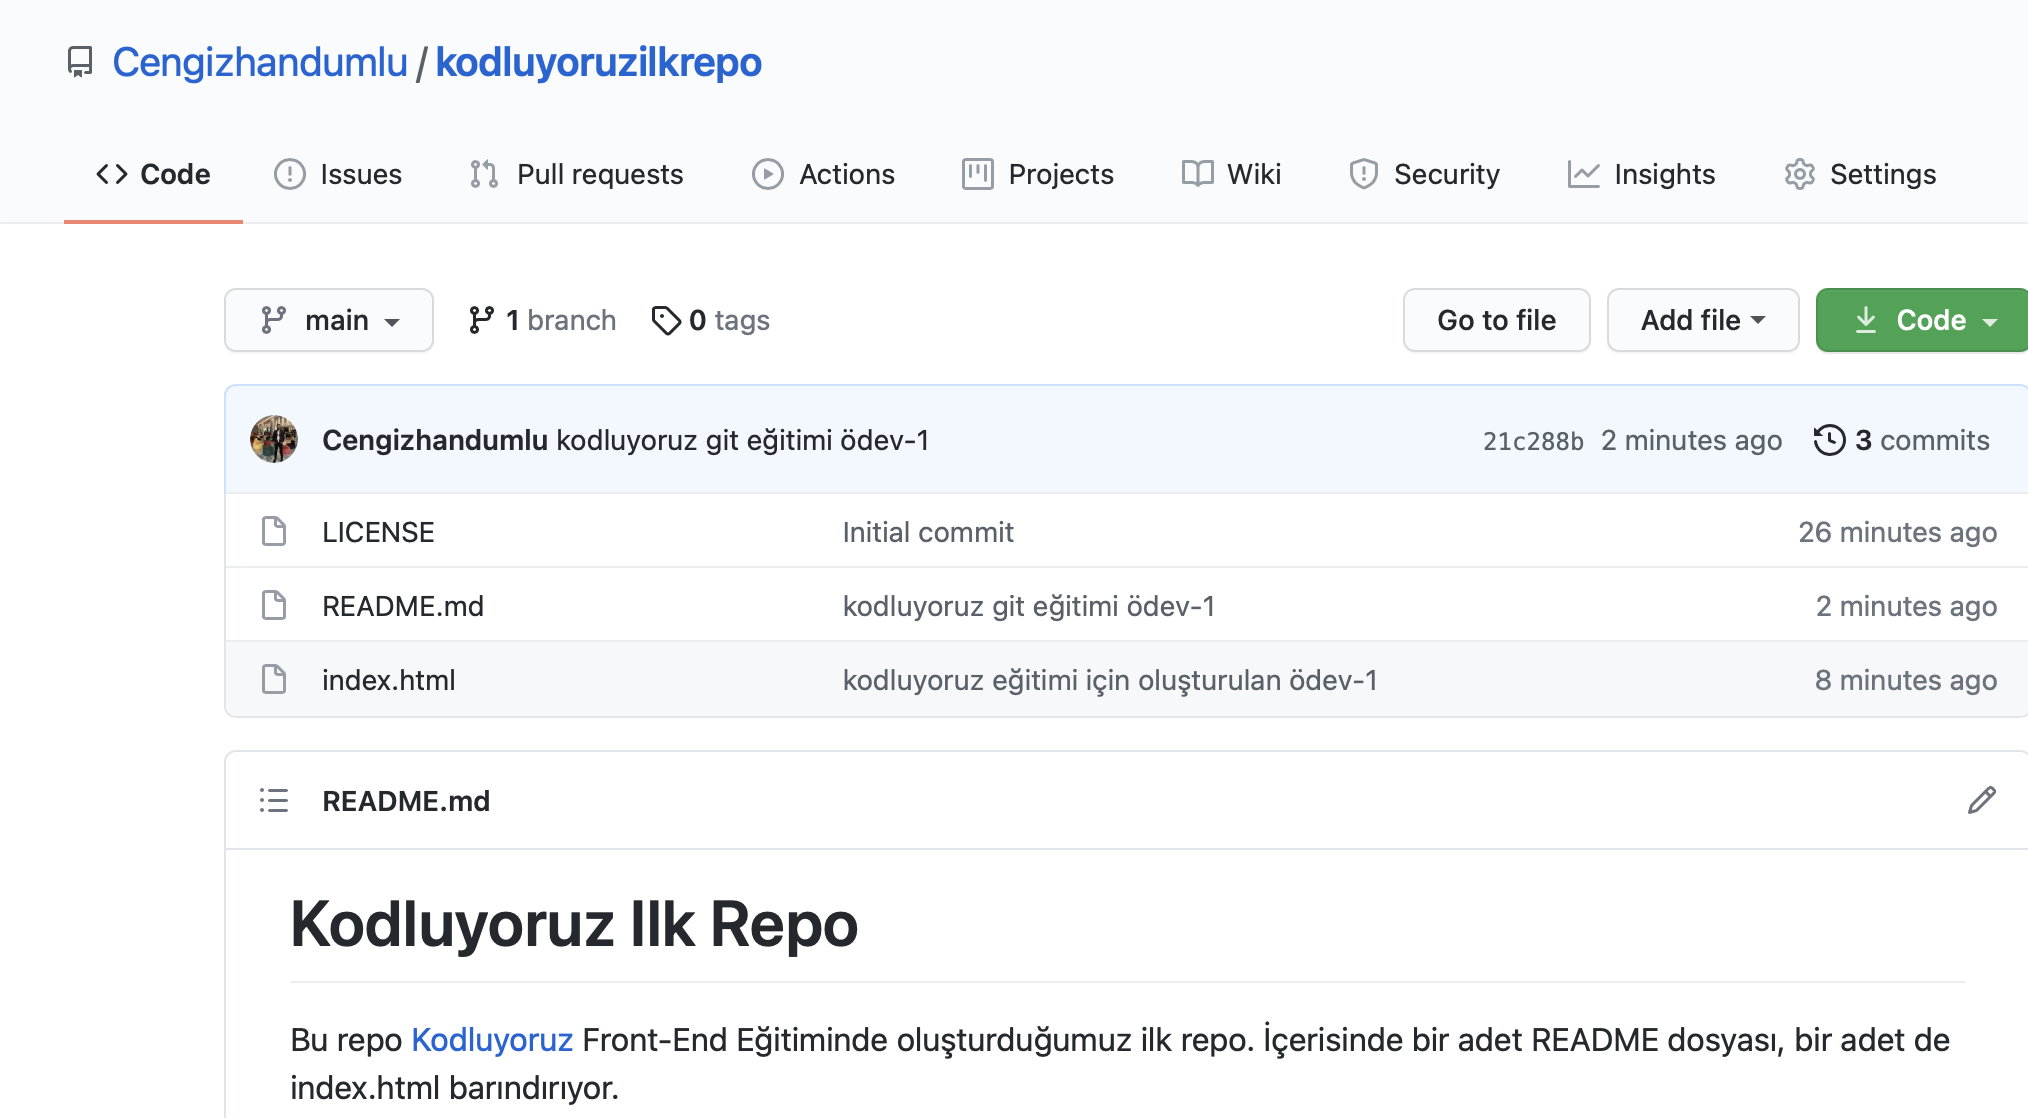 Cengizhandumlu / kodluyoruzilkrepo
Code Issues Pull requests Actions Projects Wiki Security Insights Settings
main 1 branch 0 tags Go to file Add file Code
Cengizhandumlu kodluyoruz git eğitimi ödev-1 21c288b 2 minutes ago 3 commits
LICENSE Initial commit 26 minutes ago
README.md kodluyoruz git eğitimi ödev-1 2 minutes ago
index.html kodluyoruz eğitimi için oluşturulan ödev-1 8 minutes ago
README.md
Kodluyoruz Ilk Repo
Bu repo Kodluyoruz Front-End Eğitiminde oluşturduğumuz ilk repo. İçerisinde bir adet README dosyası, bir adet de
index.html barındırıyor.